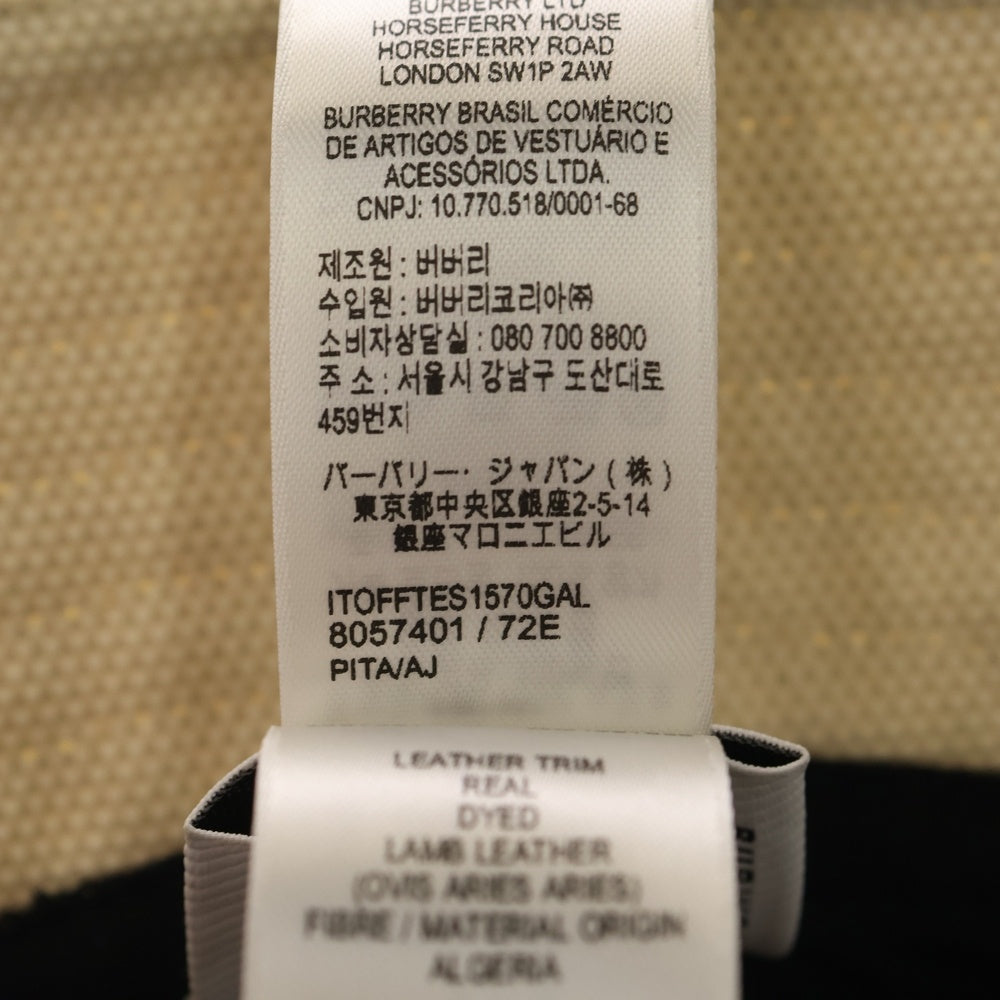 BURBERRY LTD
HORSEFERRY HOUSE
HORSEFERRY ROAD
LONDON SW1P 2AW
BURBERRY BRASIL COMÉRCIO
DE ARTIGOS DE VESTUÁRIO E
ACESSÓRIOS LTDA.
CNPJ: 10.770.518/0001-68
제조원 : 버버리
수입원 : 버버리코리아㈜
소비자상담실 : 080 700 8800
주 소 : 서울시 강남구 도산대로
459번지
バーバリー・ジャパン ( 株 )
東京都中央区銀座2-5-14
銀座マロニエビル
ITOFFTES1570GAL
8057401 / 72E
PITA/AJ
LEATHER TRIM
REAL
DYED
LAMB LEATHER
(OVIS ARIES ARIES)
FIBRE / MATERIAL ORIGIN
ALGERIA